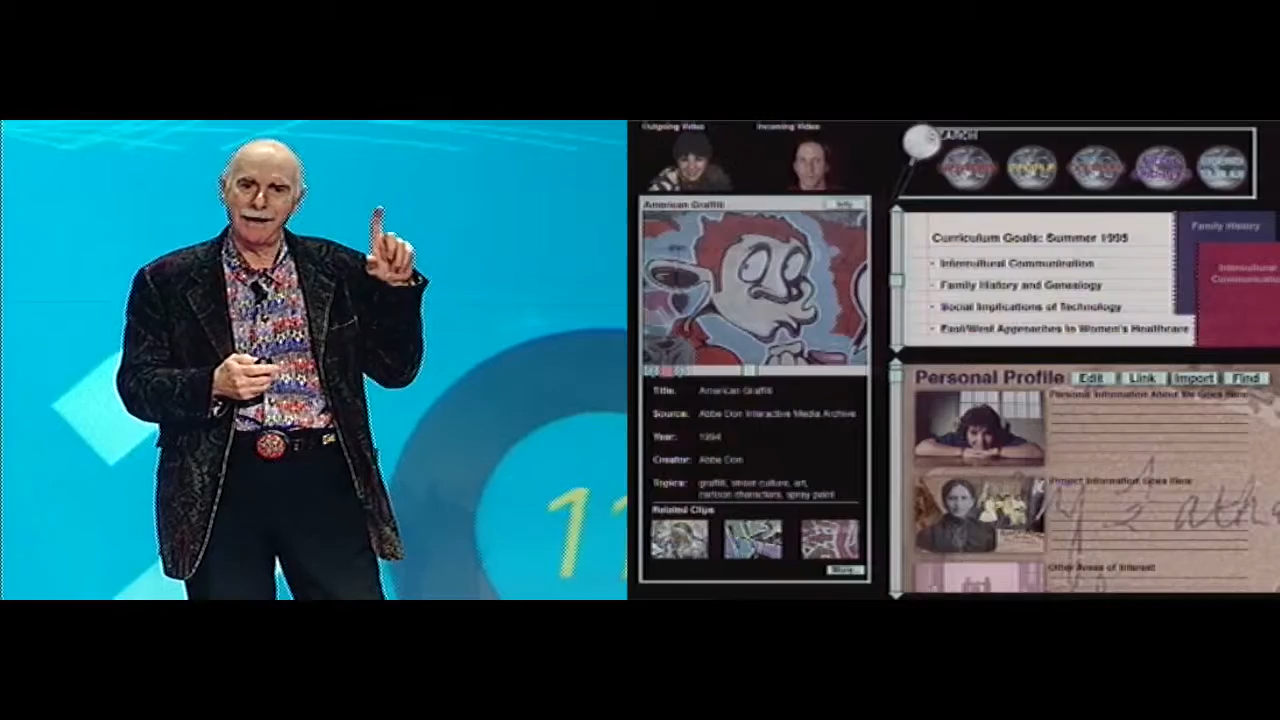 11
Outgoing Video
Incoming Video
American Graffiti
Info
Title: American Graffiti
Source: Abbe Don Interactive Media Archive
Year: 1994
Creator: Abbe Don
Topics: graffiti, street culture, art,
cartoon characters, spray paint
Related Clips
More...
SEARCH
PEOPLE
Curriculum Goals: Summer 1995
- Intercultural Communication
- Family History and Genealogy
- Social Implications of Technology
- East/West Approaches to Women's Healthcare
Family History
Intercultural
Personal Profile
Edit
Link
Import
Find
Personal Information About Me Goes Here
Project Information Goes Here
Other Areas of Interest